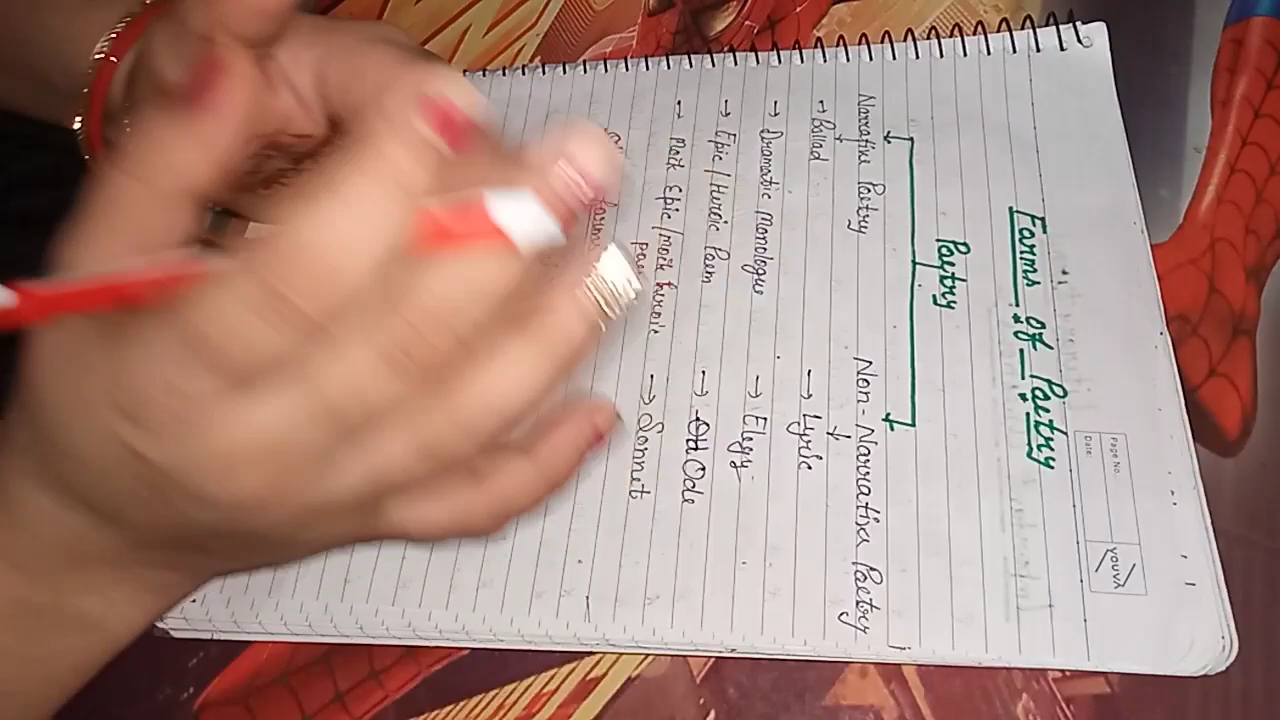 Page No.
Date:
YOUVA
Forms of Poetry
Poetry
Narrative Poetry
Non-Narrative Poetry
→ Ballad
→ Lyric
→ Dramatic Monologue
→ Elegy
→ Epic/Heroic Poem
→ Ode
→ Mock Epic/mock heroic
→ Sonnet
forms